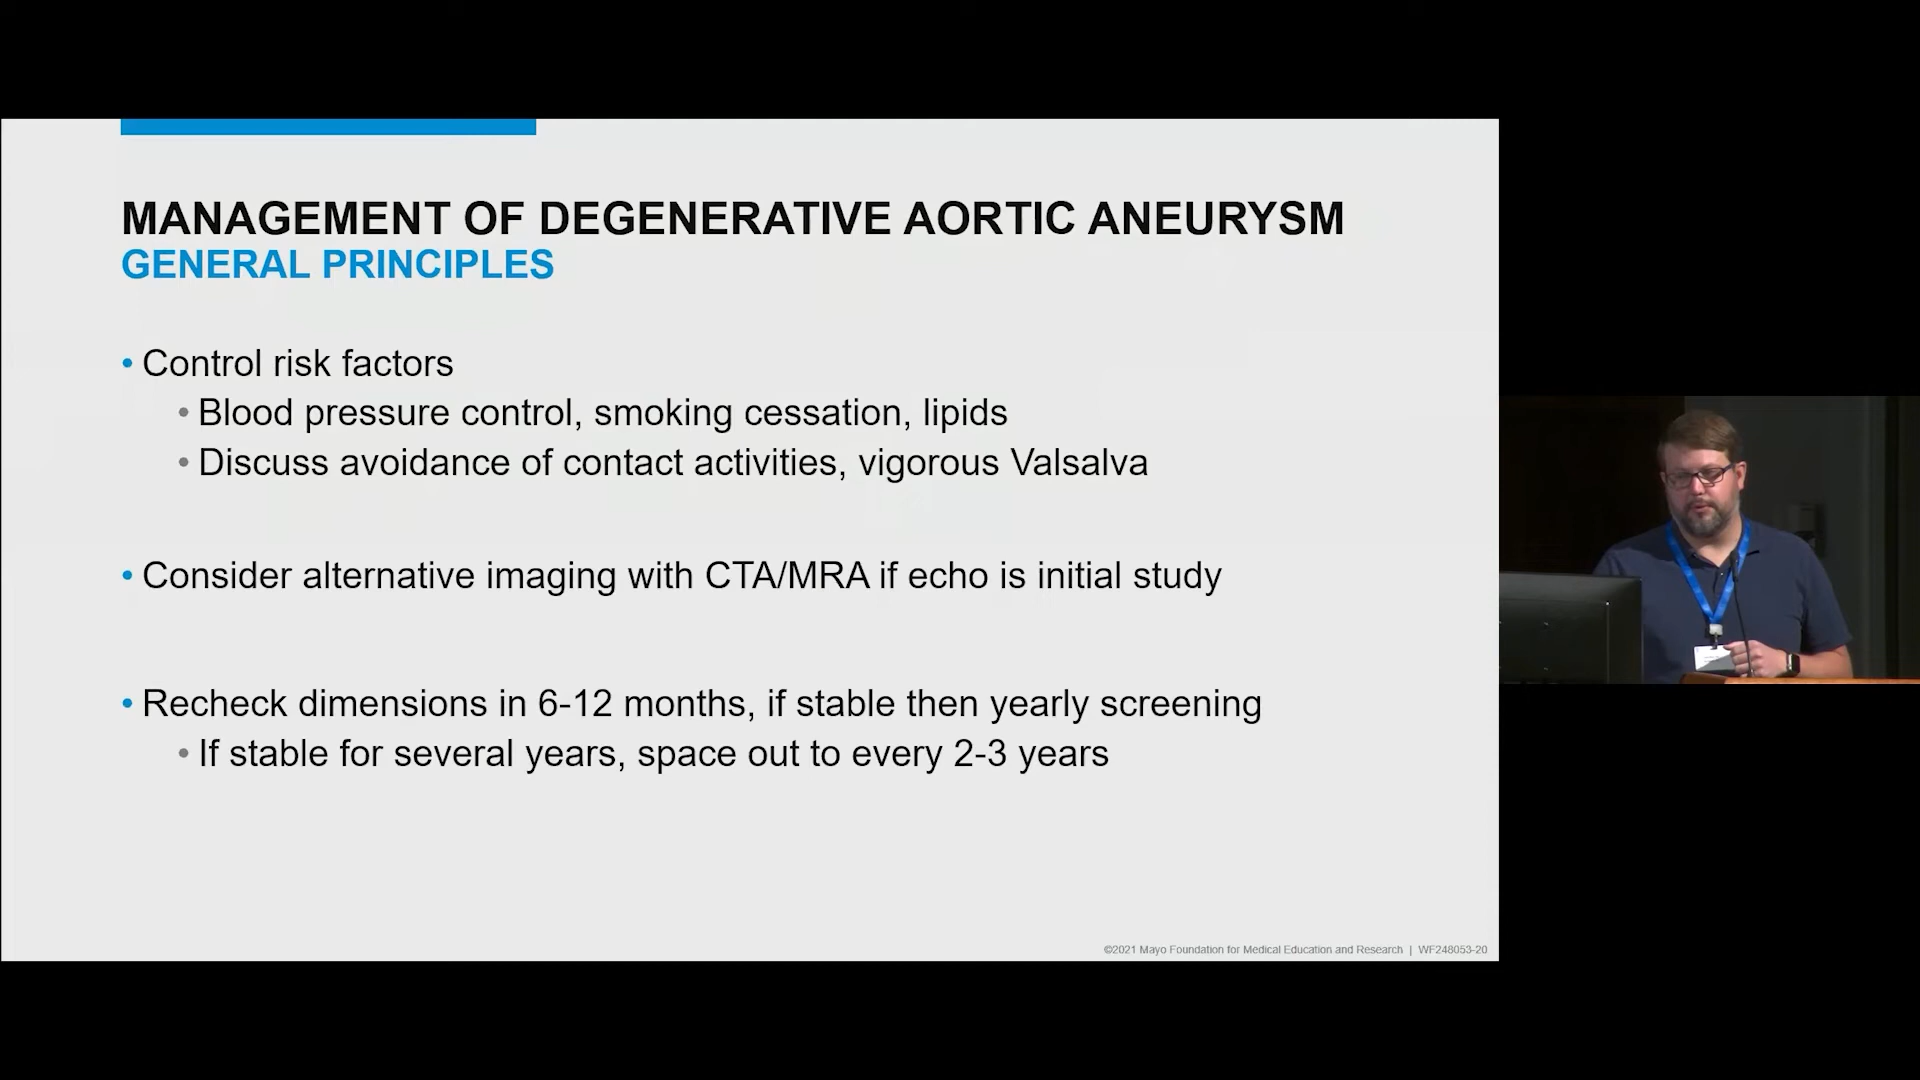 MANAGEMENT OF DEGENERATIVE AORTIC ANEURYSM
GENERAL PRINCIPLES
• Control risk factors
• Blood pressure control, smoking cessation, lipids
• Discuss avoidance of contact activities, vigorous Valsalva
• Consider alternative imaging with CTA/MRA if echo is initial study
• Recheck dimensions in 6-12 months, if stable then yearly screening
• If stable for several years, space out to every 2-3 years
©2021 Mayo Foundation for Medical Education and Research | WF248053-20